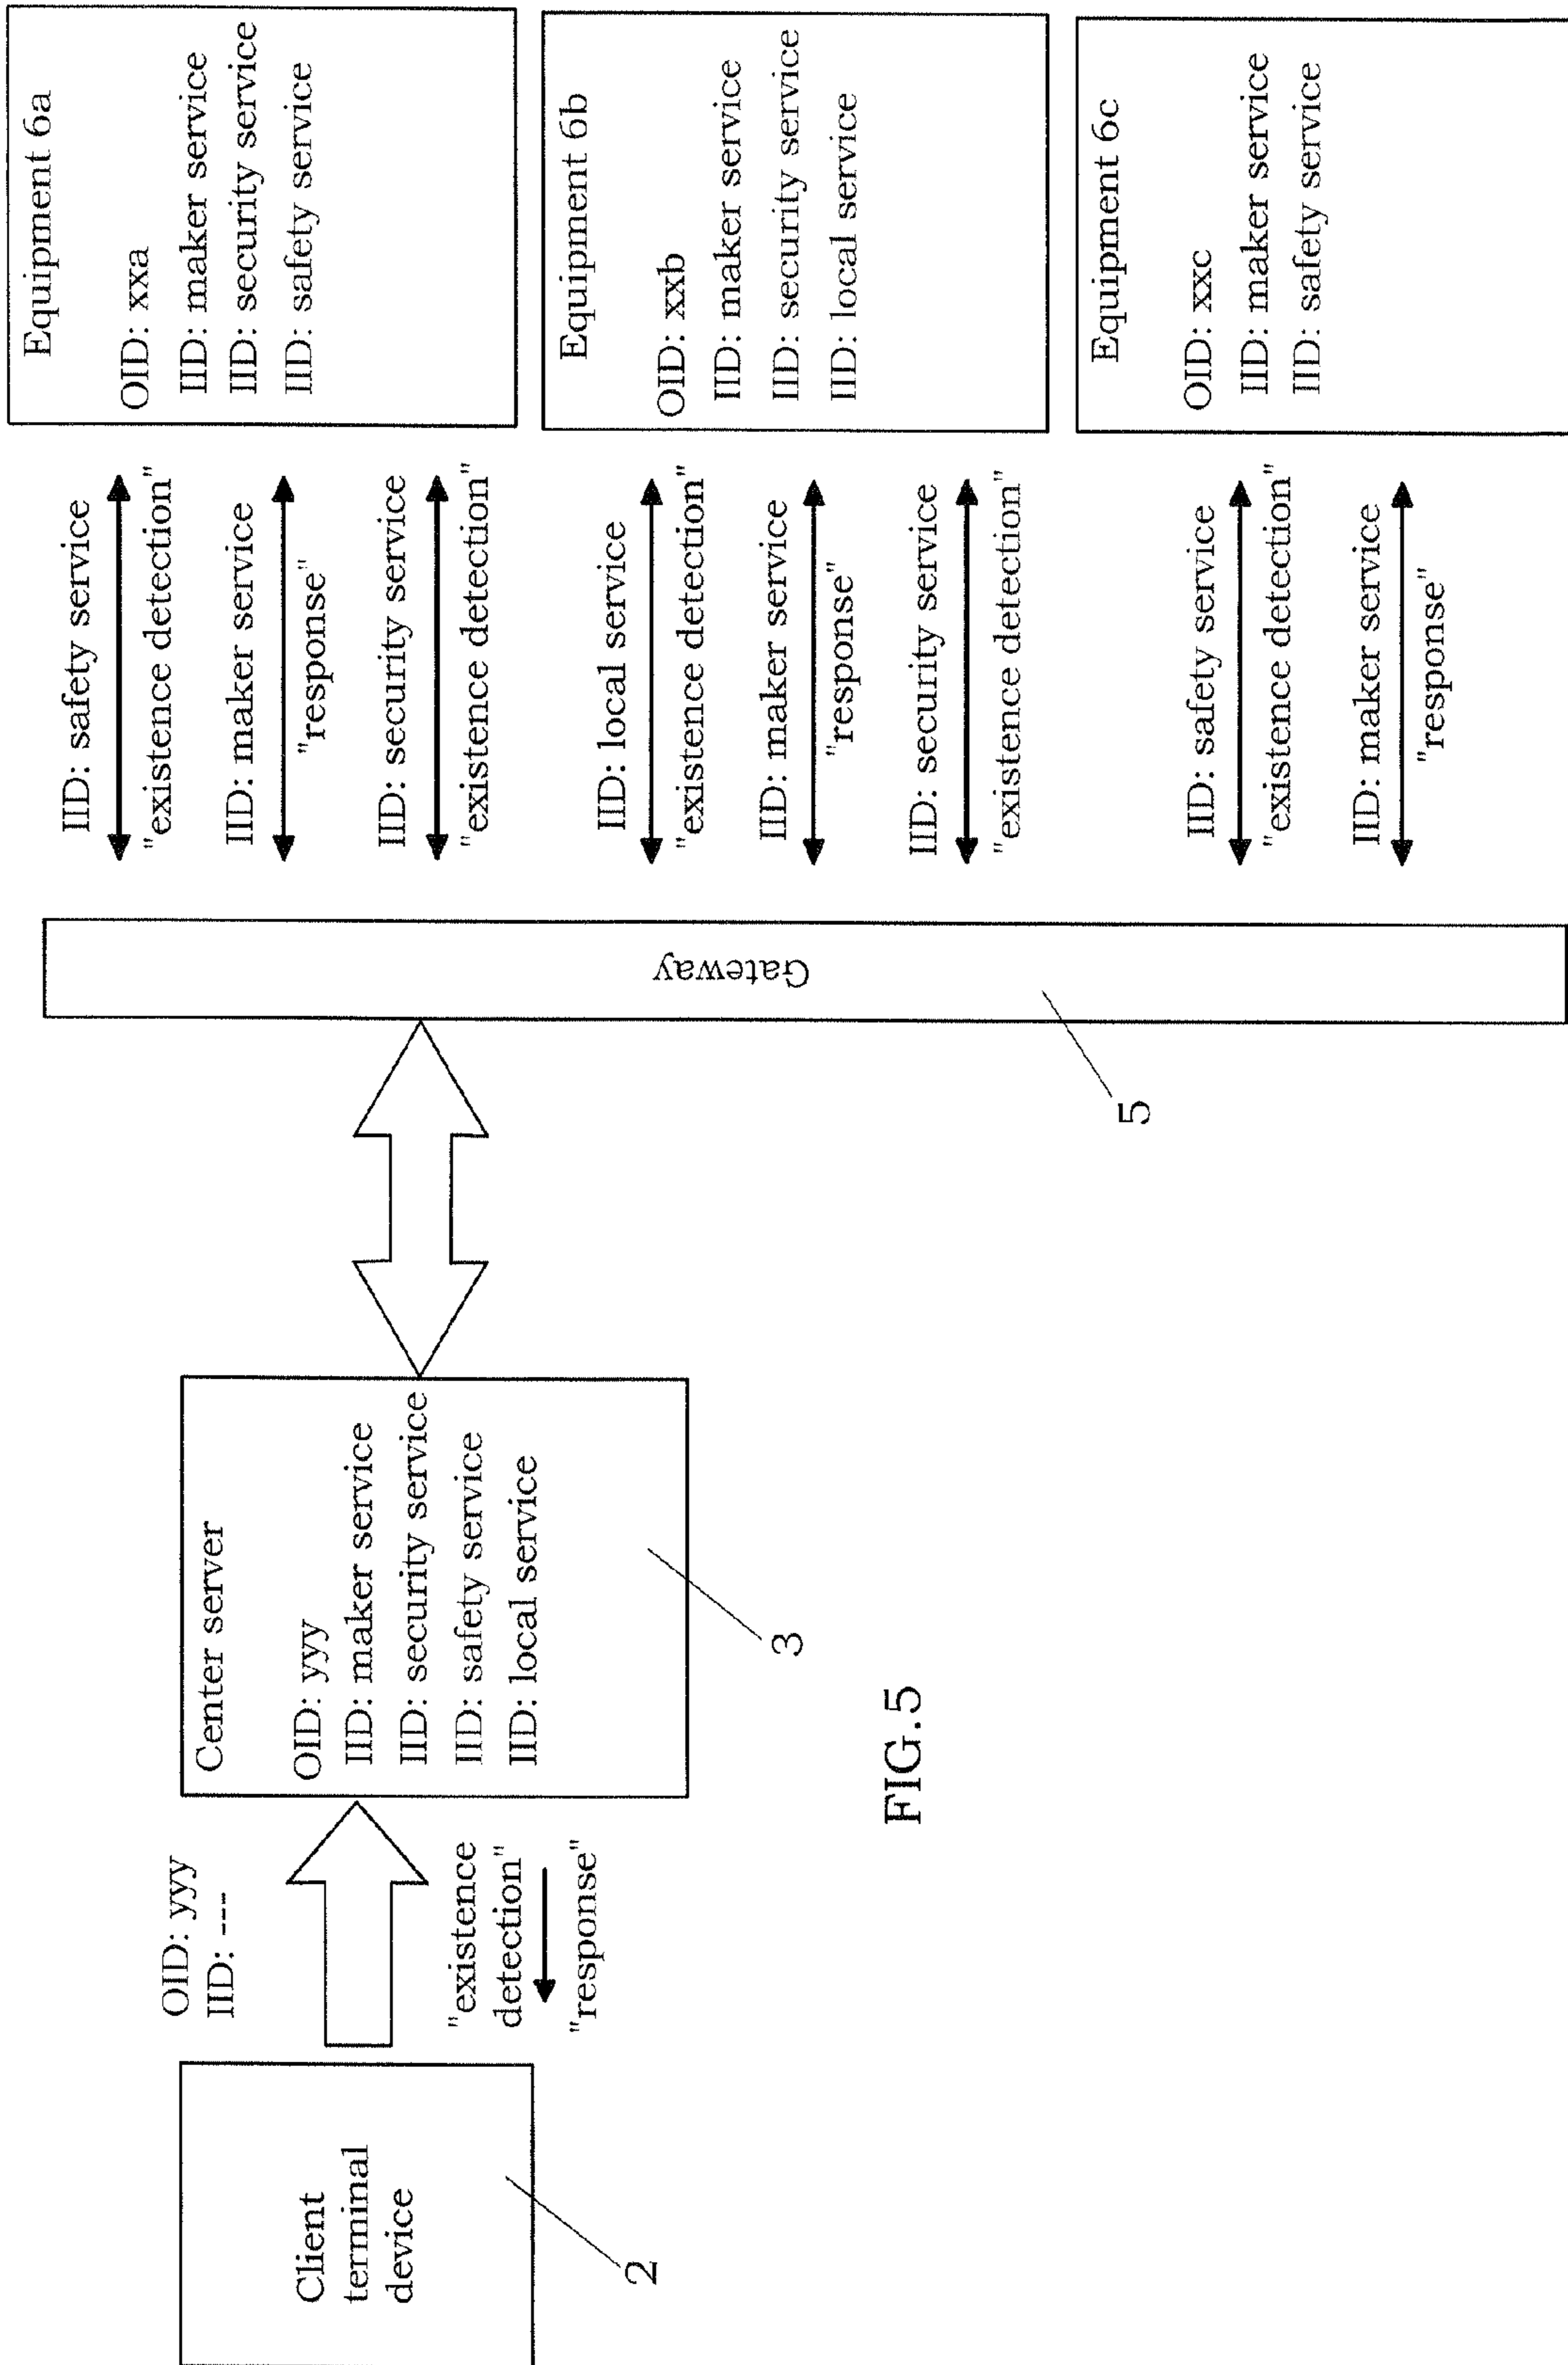 Client
terminal
device
2
OID: yyy
IID: ---
"existence
detection"
"response"
Center server
OID: yyy
IID: maker service
IID: security service
IID: safety service
IID: local service
3
Gateway
5
IID: safety service
"existence detection"
IID: maker service
"response"
IID: security service
"existence detection"
IID: local service
"existence detection"
IID: maker service
"response"
IID: security service
"existence detection"
IID: safety service
"existence detection"
IID: maker service
"response"
Equipment 6a
OID: xxa
IID: maker service
IID: security service
IID: safety service
Equipment 6b
OID: xxb
IID: maker service
IID: security service
IID: local service
Equipment 6c
OID: xxc
IID: maker service
IID: safety service
FIG.5